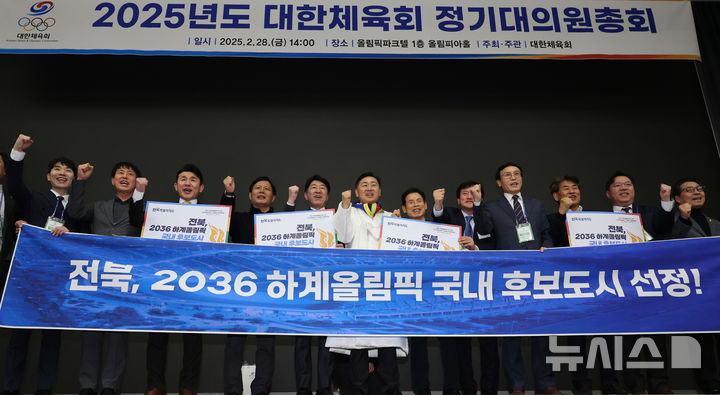 2025년도 대한체육회 정기대의원총회
대한체육회
일시 | 2025. 2. 28.(금) 14:00 | 장소 | 올림픽파크텔 1층 올림피아홀 | 주최·주관 | 대한체육회
전북,
2036 하계올림픽
국내 후보도시
전북,
2036 하계올림픽
국내 후보도시
전북,
2036 하계올림픽
전북,
2036 하계올림픽
국내 후보도시
전북, 2036 하계올림픽 국내 후보도시 선정!
뉴시스